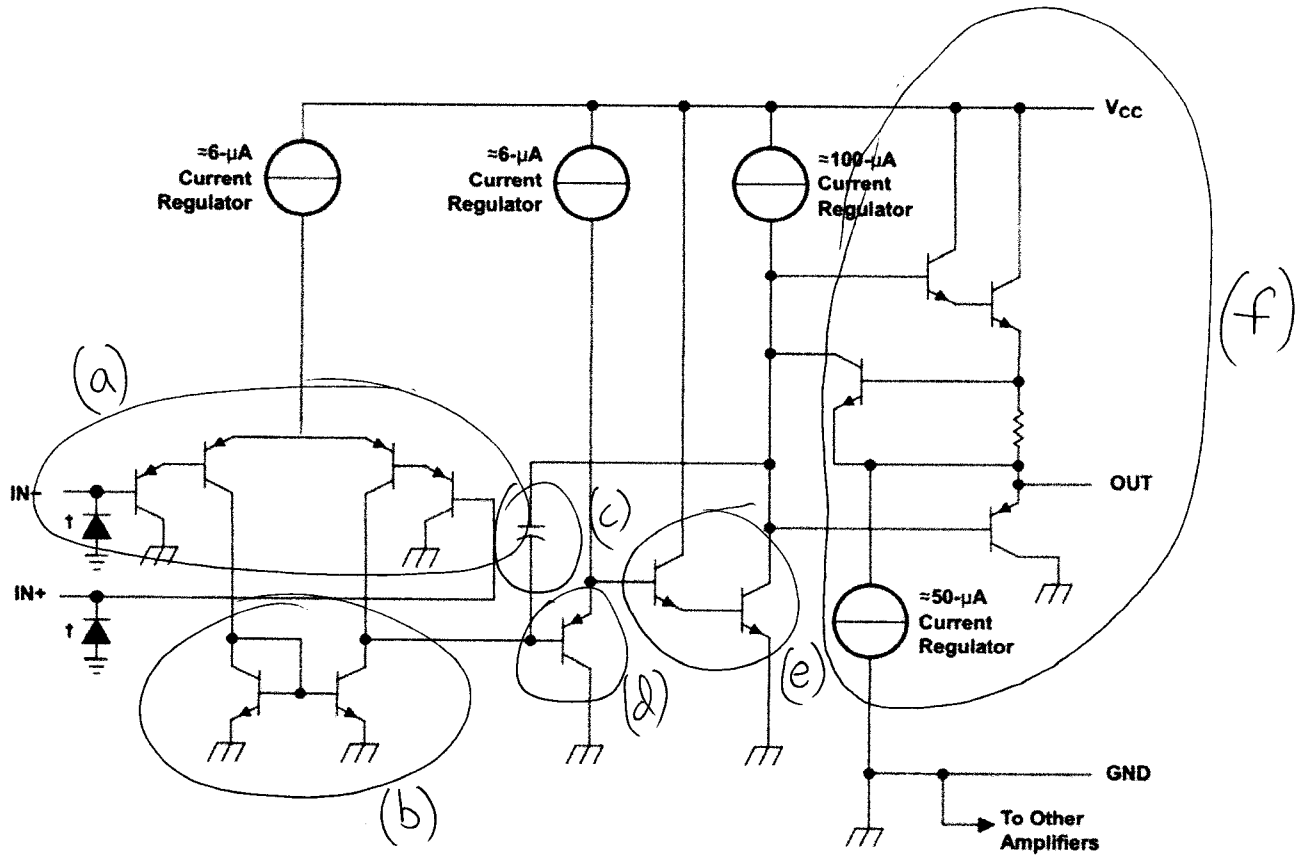 VCC
≈6-µA
Current
Regulator
≈6-µA
Current
Regulator
≈100-µA
Current
Regulator
(f)
(a)
IN-
†
(c)
OUT
IN+
†
≈50-µA
Current
Regulator
(e)
(d)
(b)
GND
To Other
Amplifiers